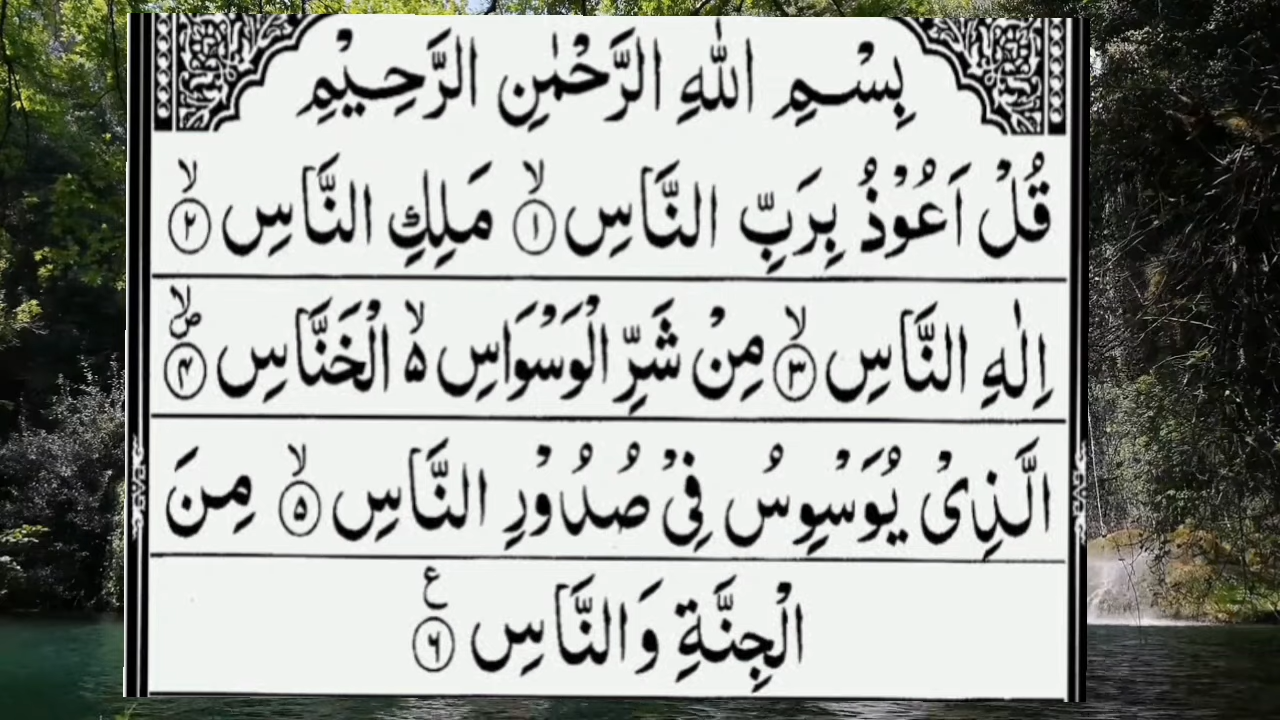 بِسْمِ اللّٰهِ الرَّحْمٰنِ الرَّحِيْمِ
قُلْ اَعُوْذُ بِرَبِّ النَّاسِ ۙ‏﴿۱﴾ مَلِكِ النَّاسِ ۙ‏﴿۲﴾
اِلٰهِ النَّاسِ ۙ‏﴿۳﴾ مِنْ شَرِّ الْوَسْوَاسِ ۙ۵ الْخَنَّاسِ ۪ۙ‏﴿۴﴾
الَّذِیْ یُوَسْوِسُ فِیْ صُدُوْرِ النَّاسِ ۙ‏﴿۵﴾ مِنَ
الْجِنَّةِ وَالنَّاسِ ع ﴿۶﴾